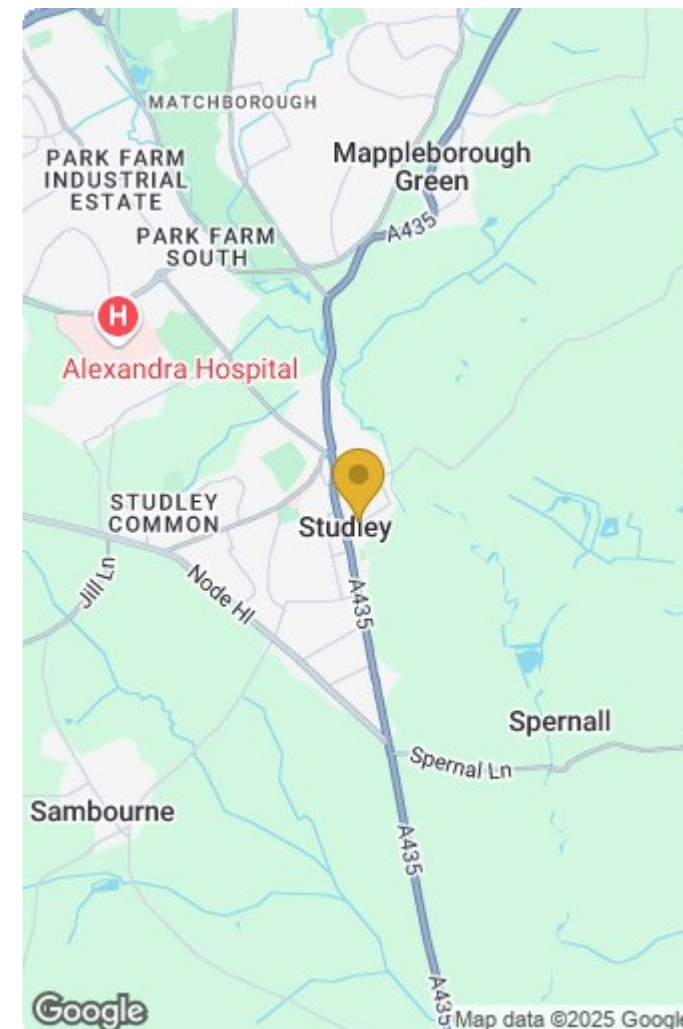 MATCHBOROUGH
Mappleborough
Green
PARK FARM
INDUSTRIAL
ESTATE
A435
PARK FARM
SOUTH
H
Alexandra Hospital
STUDLEY
COMMON
Studley
Jill Ln
Node Hl
A435
Spernall
Spernal Ln
Sambourne
A435
A435
Google
Map data ©2025 Google